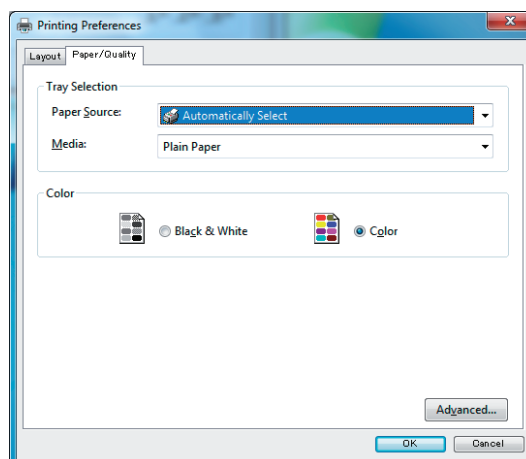 Printing Preferences
Layout Paper/Quality
Tray Selection
Paper Source: Automatically Select
Media: Plain Paper
Color
Black & White Color
Advanced...
OK Cancel